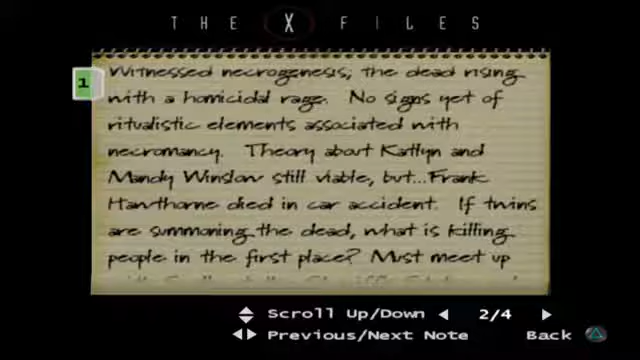 THE X FILES
1
Witnessed necrogenesis, the dead rising
with a homicidal rage. No signs yet of
ritualistic elements associated with
necromancy. Theory about Katlyn and
Mandy Winslow still viable, but...Frank
Hawthorne died in car accident. If twins
are summoning the dead, what is killing
people in the first place? Must meet up
Scroll Up/Down 2/4
Previous/Next Note Back